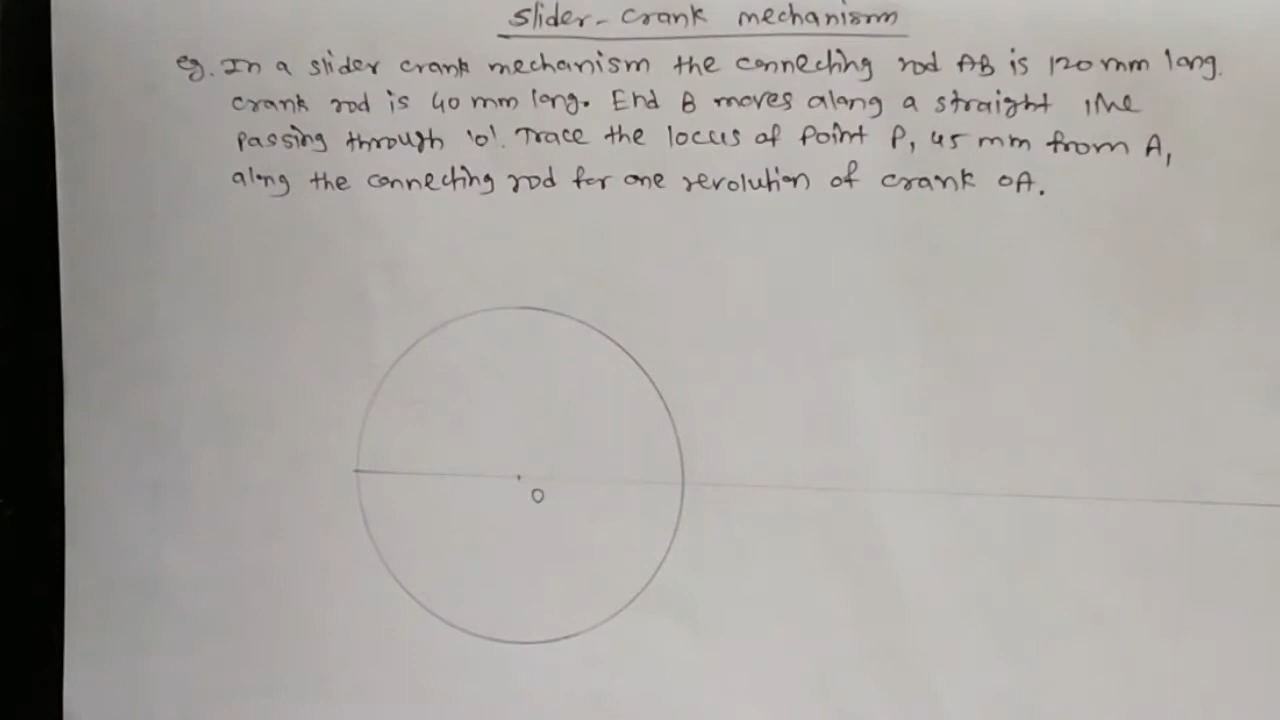 slider-crank mechanism
eg. In a slider crank mechanism the connecting rod AB is 120 mm long.
crank rod is 40 mm long. End B moves along a straight line
passing through 'o'. Trace the locus of point P, 45 mm from A,
along the connecting rod for one revolution of crank OA.
O